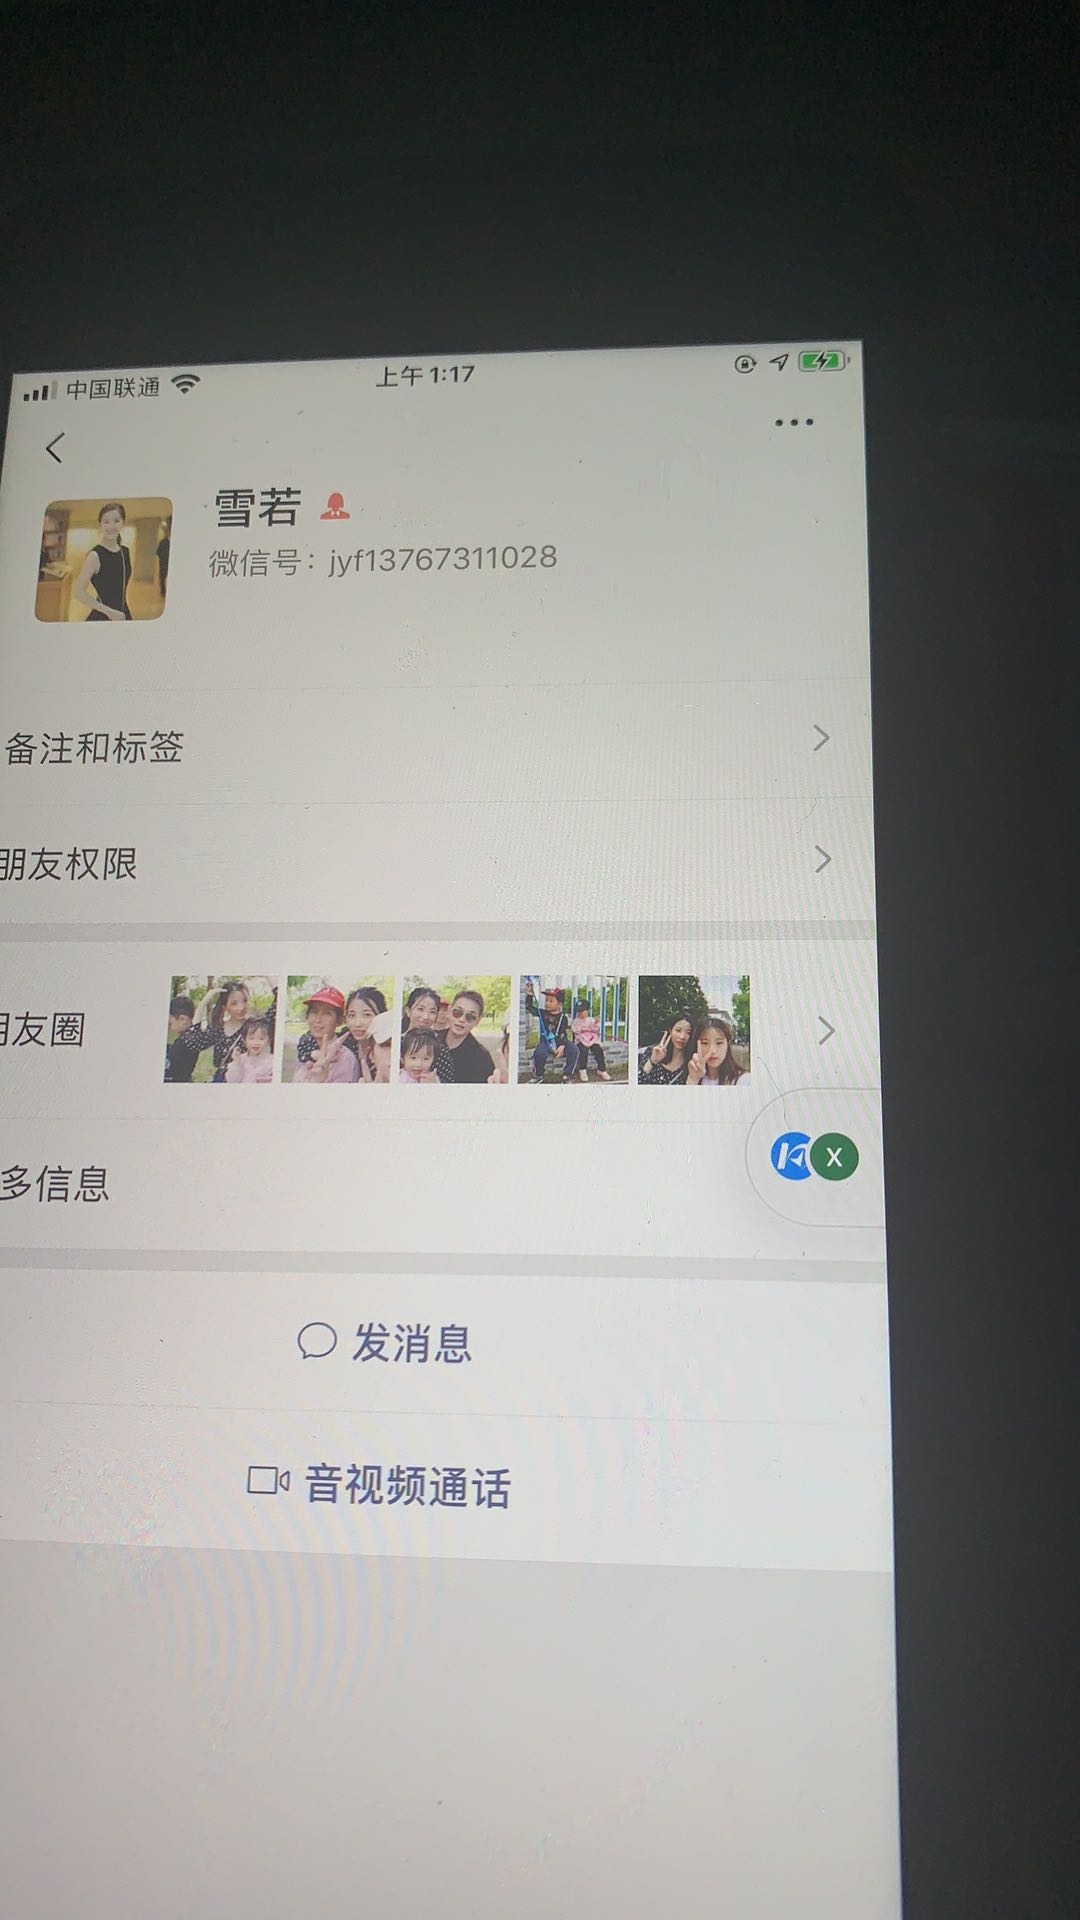 中国联通
上午1:17
雪若
微信号：jyf13767311028
备注和标签
朋友权限
朋友圈
多信息
X
发消息
音视频通话